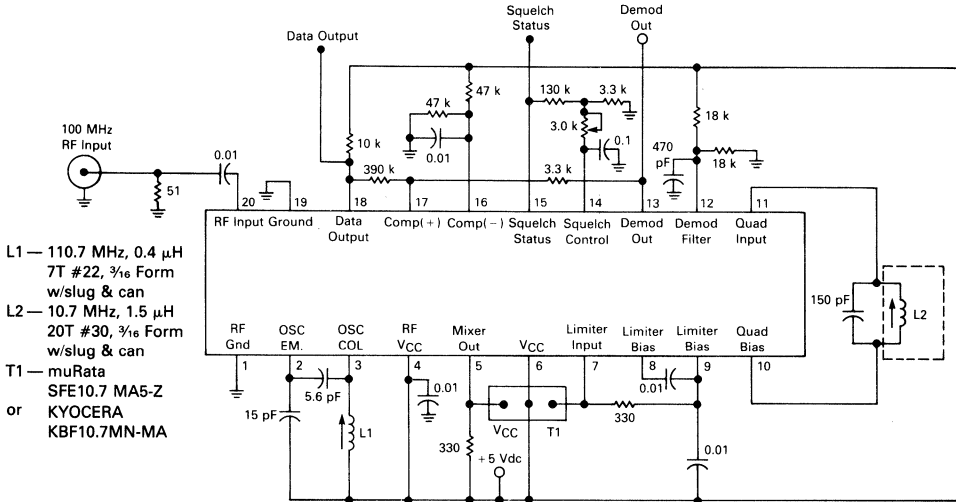 Squelch
Status
Demod
Out
Data Output
47 k
47 k
130 k
3.3 k
18 k
100 MHz
RF Input
10 k
0.01
3.0 k
0.1
470
pF
18 k
0.01
51
390 k
3.3 k
20 19 18 17 16 15 14 13 12 11
RF Input Ground Data
Output Comp(+) Comp(−) Squelch
Status Squelch
Control Demod
Out Demod
Filter Quad
Input
L1 — 110.7 MHz, 0.4 μH
7T #22, 3/16 Form
w/slug & can
L2 — 10.7 MHz, 1.5 μH
20T #30, 3/16 Form
w/slug & can
T1 — muRata
SFE10.7 MA5-Z
or KYOCERA
KBF10.7MN-MA
150 pF
L2
RF
Gnd OSC
EM. OSC
COL RF
VCC Mixer
Out VCC Limiter
Input Limiter
Bias Limiter
Bias Quad
Bias
1 2 3 4 5 6 7 8 9 10
5.6 pF
0.01
0.01
15 pF
L1
VCC T1
330
330
+5 Vdc
0.01